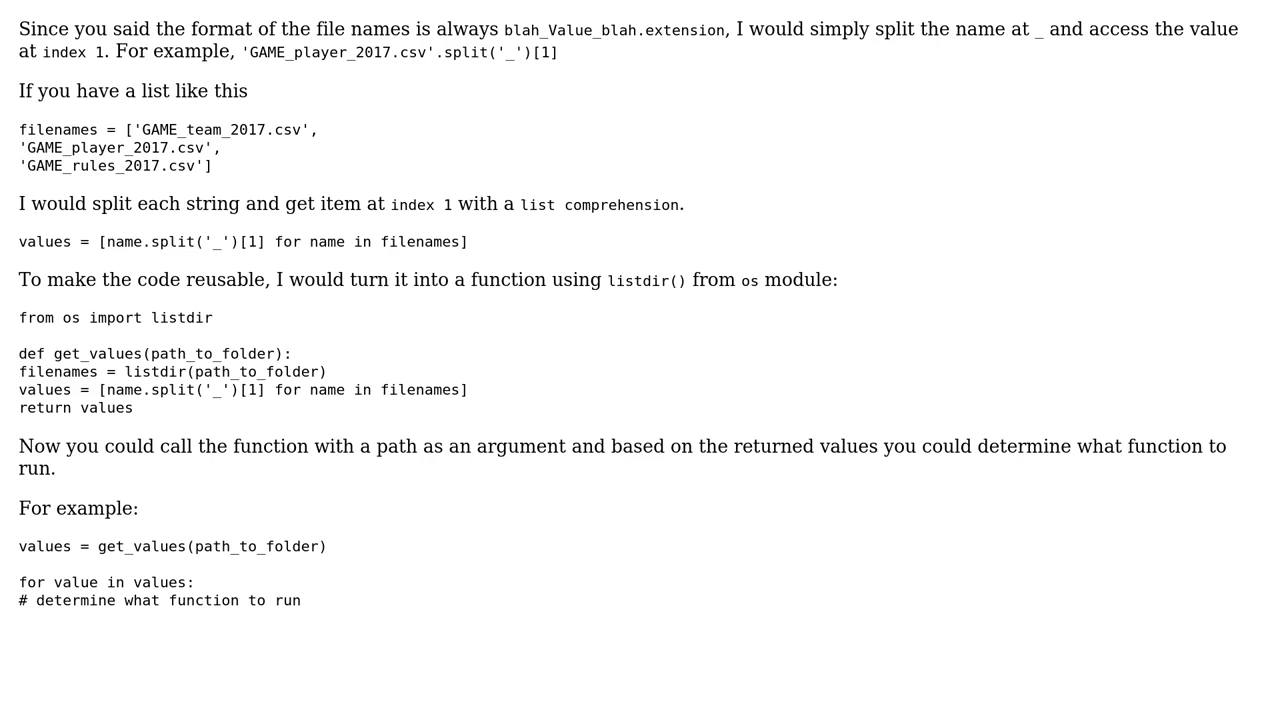 Since you said the format of the file names is always blah_Value_blah.extension, I would simply split the name at _ and access the value
at index 1. For example, 'GAME_player_2017.csv'.split('_')[1]
If you have a list like this
filenames = ['GAME_team_2017.csv',
'GAME_player_2017.csv',
'GAME_rules_2017.csv']
I would split each string and get item at index 1 with a list comprehension.
values = [name.split('_')[1] for name in filenames]
To make the code reusable, I would turn it into a function using listdir() from os module:
from os import listdir
def get_values(path_to_folder):
filenames = listdir(path_to_folder)
values = [name.split('_')[1] for name in filenames]
return values
Now you could call the function with a path as an argument and based on the returned values you could determine what function to
run.
For example:
values = get_values(path_to_folder)
for value in values:
# determine what function to run